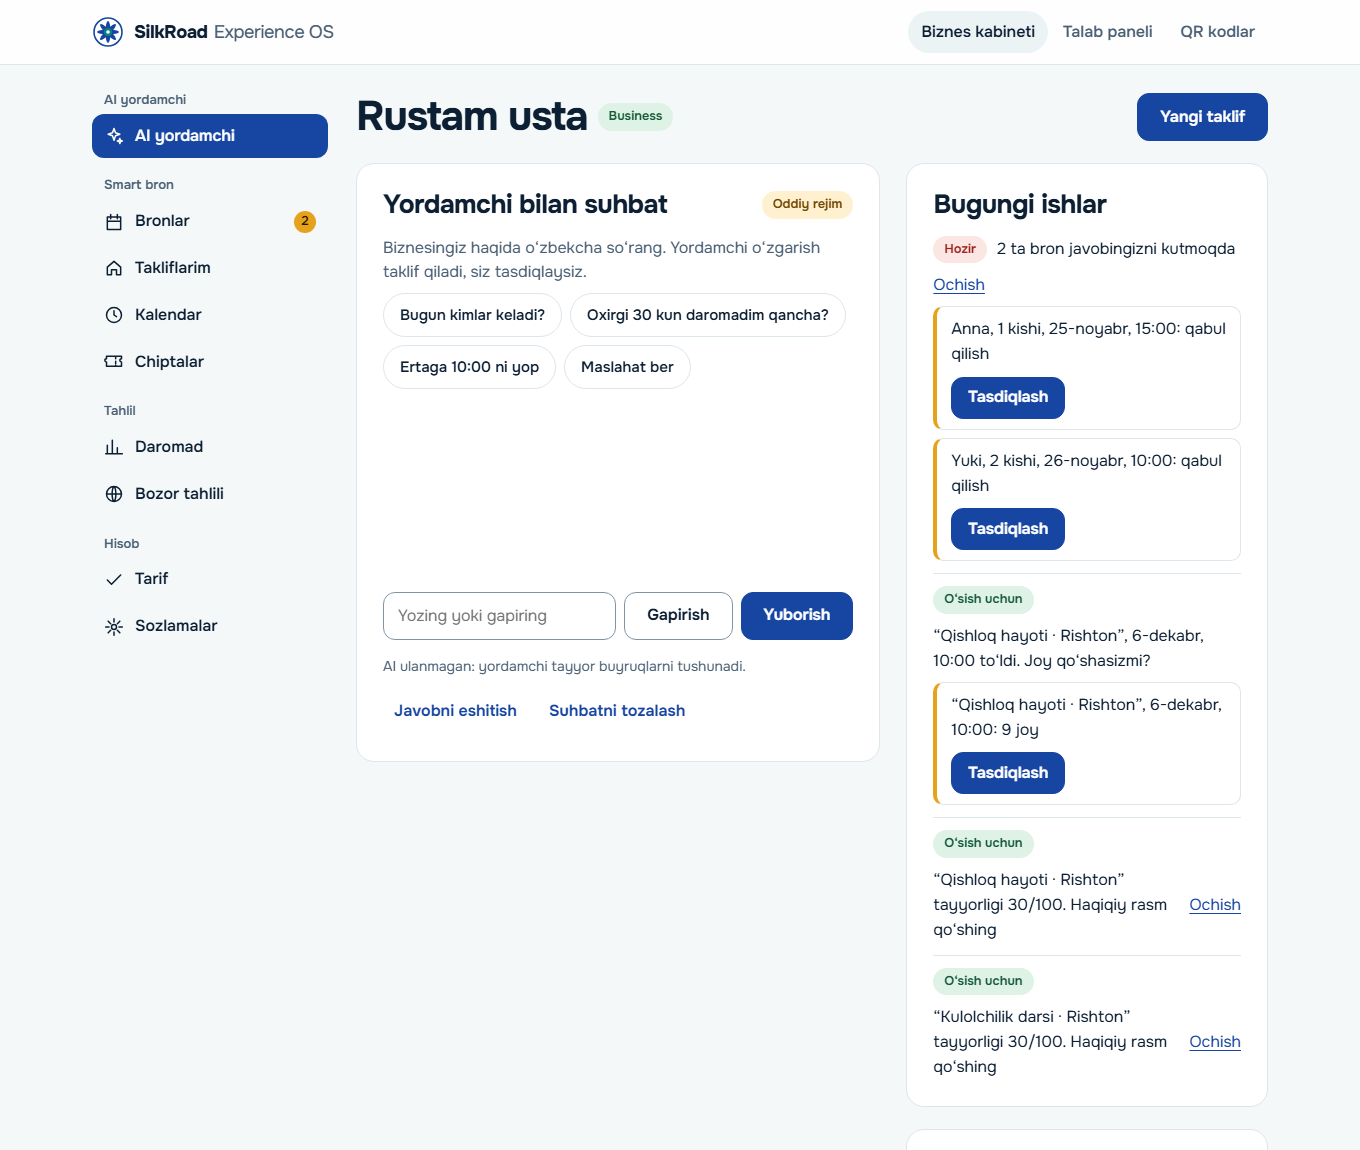 SilkRoad Experience OS
Biznes kabineti
Talab paneli
QR kodlar
AI yordamchi
AI yordamchi
Smart bron
Bronlar
2
Takliflarim
Kalendar
Chiptalar
Tahlil
Daromad
Bozor tahlili
Hisob
Tarif
Sozlamalar
Rustam usta
Business
Yangi taklif
Yordamchi bilan suhbat
Oddiy rejim
Biznesingiz haqida oʻzbekcha soʻrang. Yordamchi oʻzgarish
taklif qiladi, siz tasdiqlaysiz.
Bugun kimlar keladi?
Oxirgi 30 kun daromadim qancha?
Ertaga 10:00 ni yop
Maslahat ber
Yozing yoki gapiring
Gapirish
Yuborish
AI ulanmagan: yordamchi tayyor buyruqlarni tushunadi.
Javobni eshitish
Suhbatni tozalash
Bugungi ishlar
Hozir
2 ta bron javobingizni kutmoqda
Ochish
Anna, 1 kishi, 25-noyabr, 15:00: qabul
qilish
Tasdiqlash
Yuki, 2 kishi, 26-noyabr, 10:00: qabul
qilish
Tasdiqlash
Oʻsish uchun
“Qishloq hayoti · Rishton”, 6-dekabr,
10:00 toʻldi. Joy qoʻshasizmi?
“Qishloq hayoti · Rishton”, 6-dekabr,
10:00: 9 joy
Tasdiqlash
Oʻsish uchun
“Qishloq hayoti · Rishton”
tayyorligi 30/100. Haqiqiy rasm
qoʻshing
Ochish
Oʻsish uchun
“Kulolchilik darsi · Rishton”
tayyorligi 30/100. Haqiqiy rasm
qoʻshing
Ochish